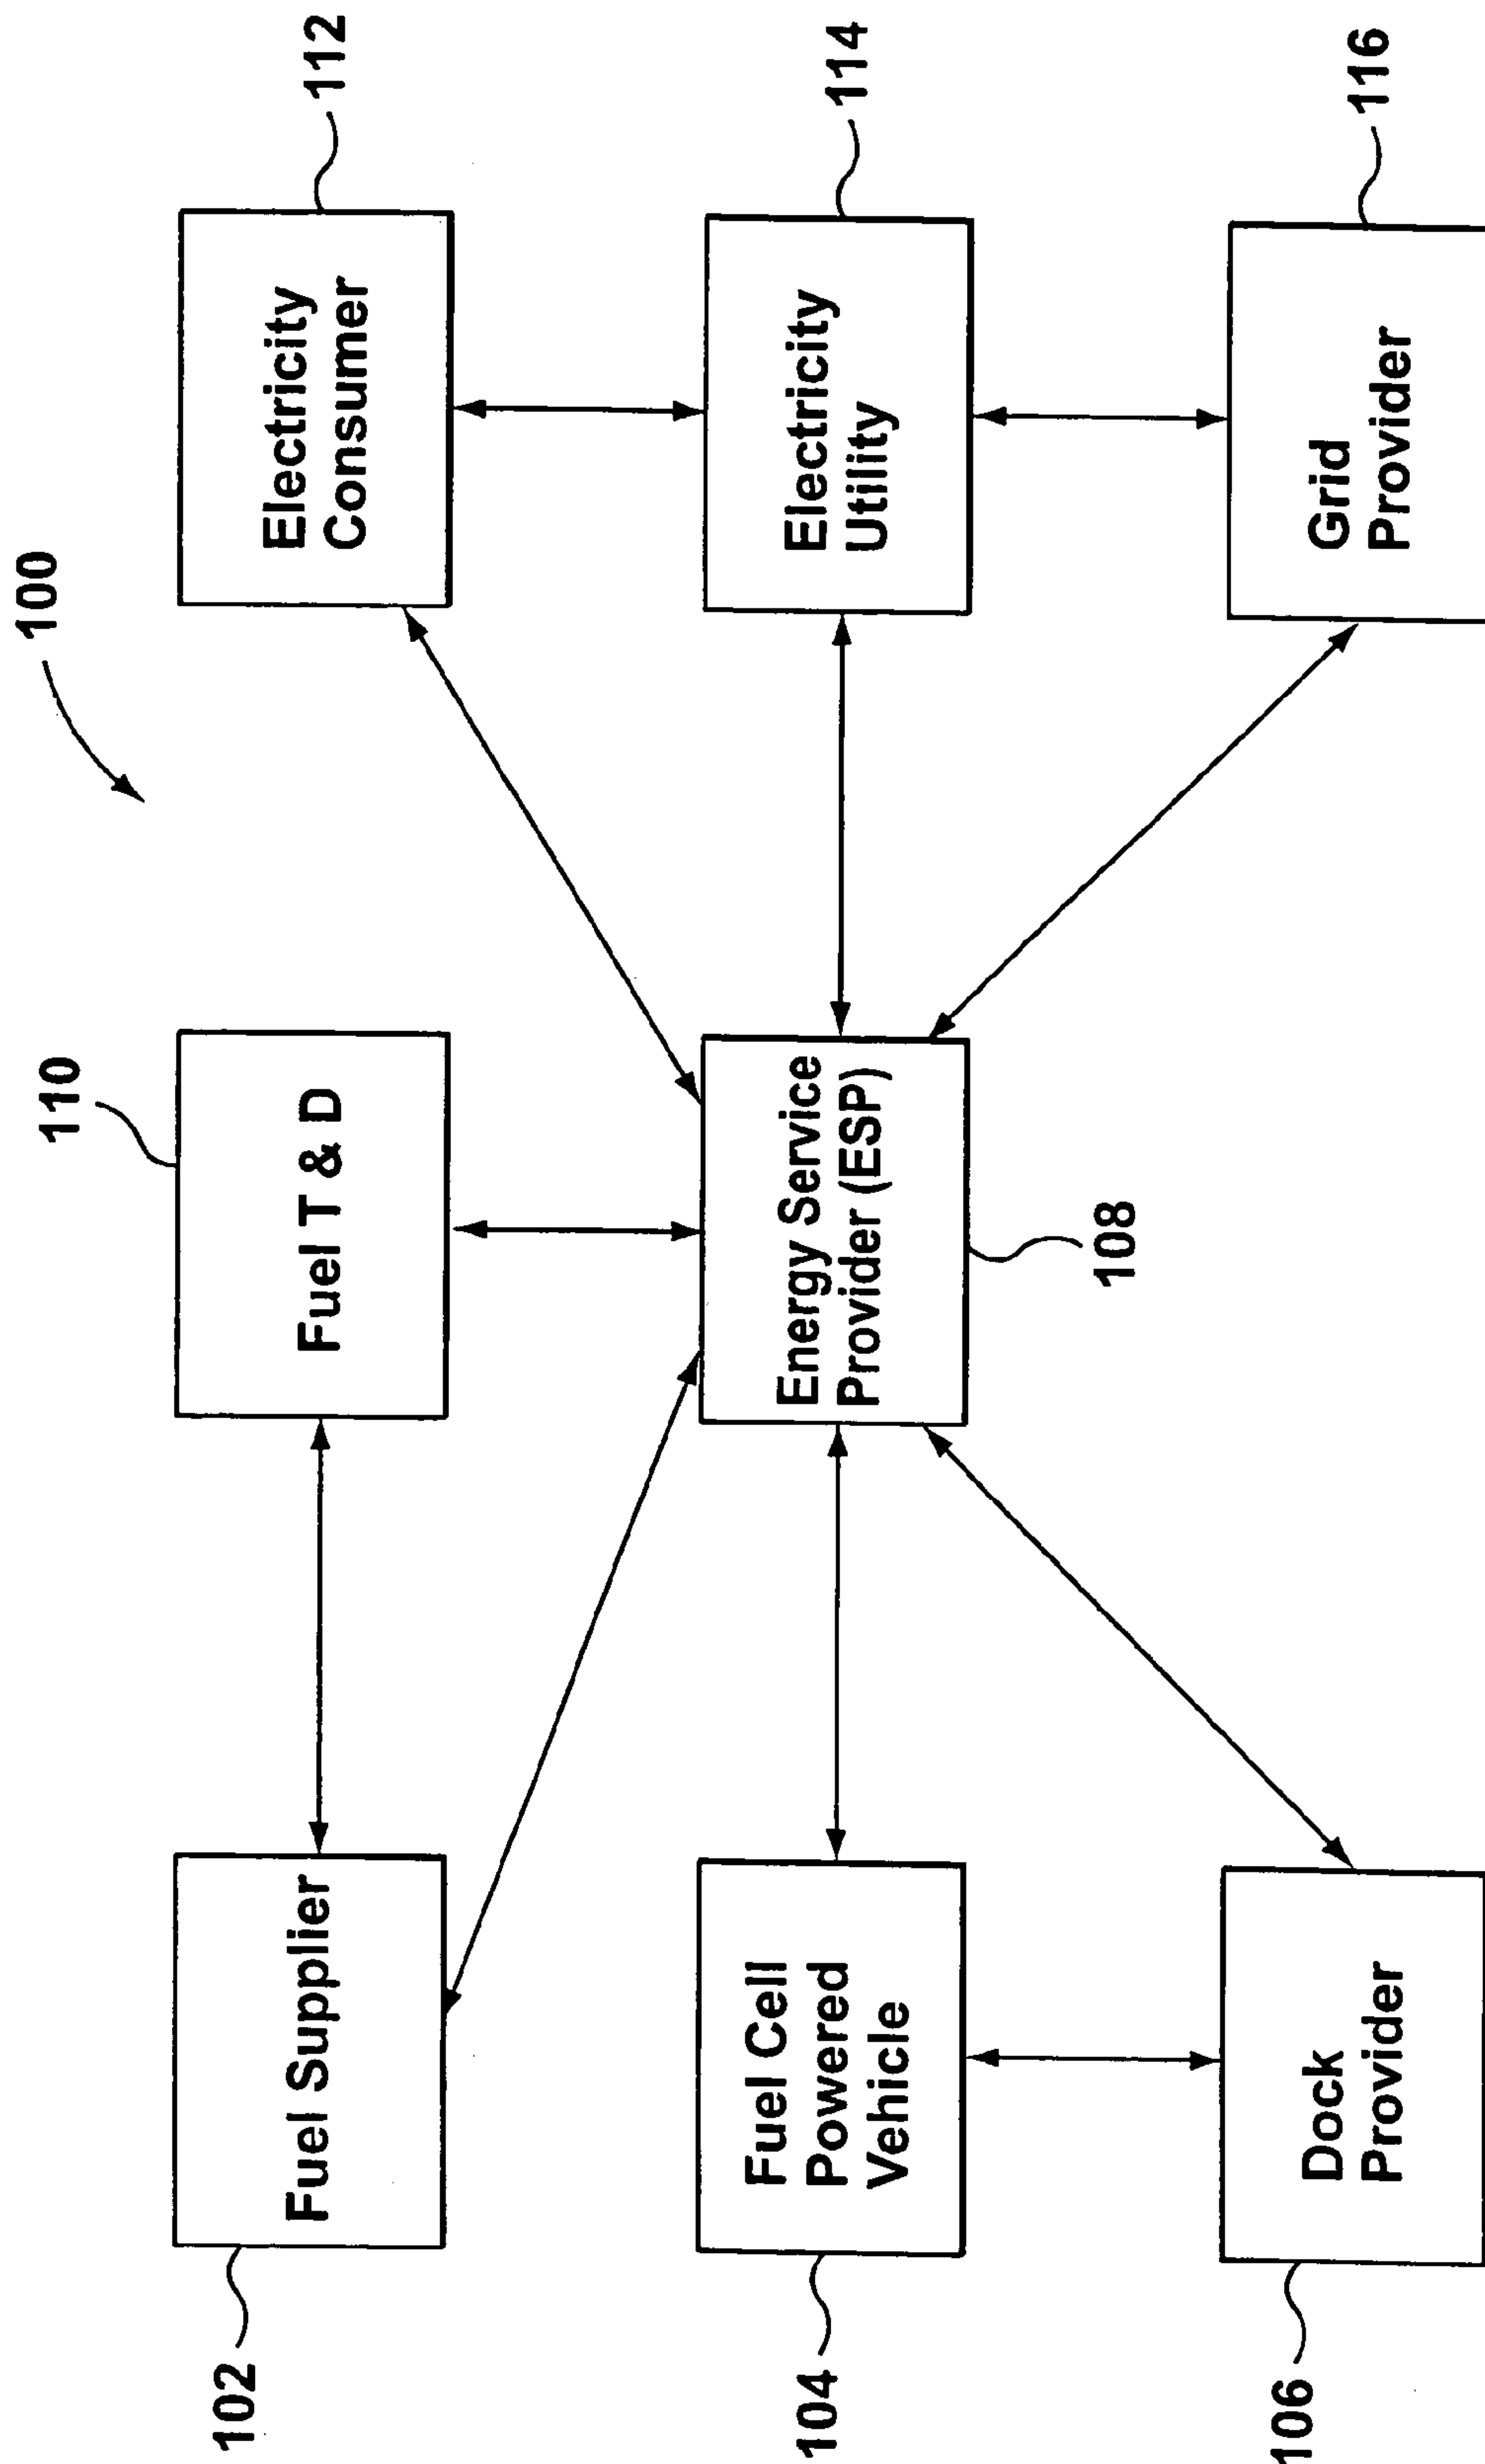 100
102
Fuel Supplier
110
Fuel T & D
112
Electricity
Consumer
104
Fuel Cell
Powered
Vehicle
Energy Service
Provider (ESP)
108
114
Electricity
Utility
106
Dock
Provider
116
Grid
Provider